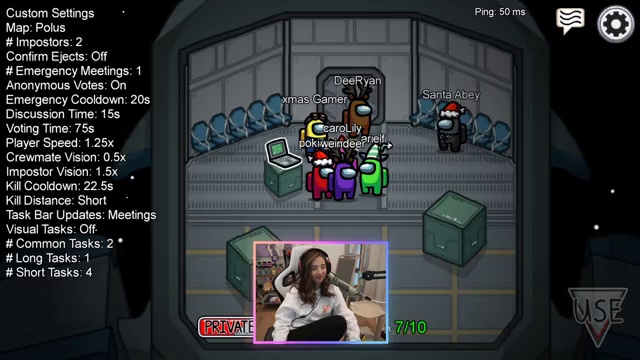 Custom Settings
Map: Polus
# Impostors: 2
Confirm Ejects: Off
# Emergency Meetings: 1
Anonymous Votes: On
Emergency Cooldown: 20s
Discussion Time: 15s
Voting Time: 75s
Player Speed: 1.25x
Crewmate Vision: 0.5x
Impostor Vision: 1.5x
Kill Cooldown: 22.5s
Kill Distance: Short
Task Bar Updates: Meetings
Visual Tasks: Off
# Common Tasks: 2
# Long Tasks: 1
# Short Tasks: 4
Ping: 50 ms
DeeRyan
xmas Gamer
Santa Abey
caroLily
PRIVATE
7/10
USE